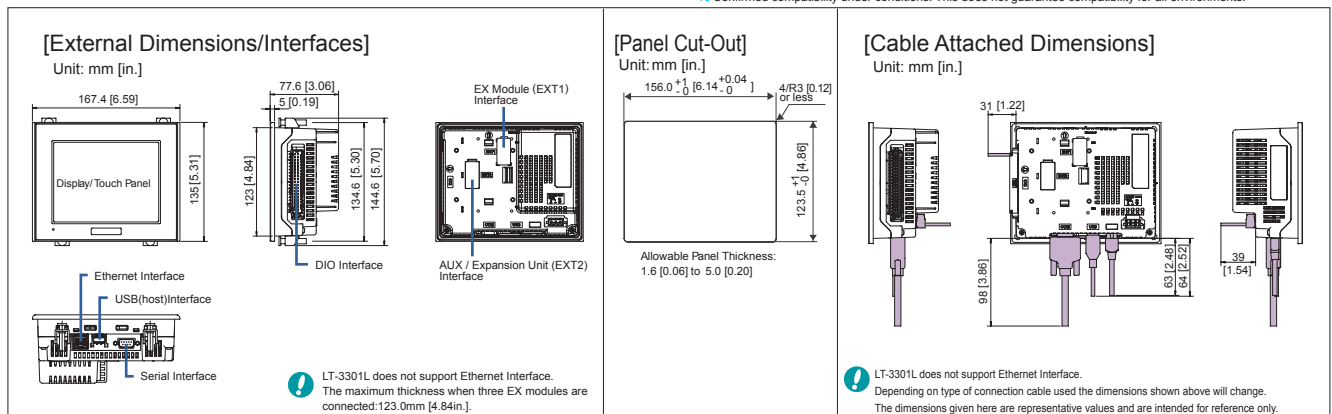 10 Confirmed compatibility under conditions. This does not guarantee compatibility for all environments.
[External Dimensions/Interfaces]
Unit: mm [in.]
167.4 [6.59]
Display/Touch Panel
135 [5.31]
77.6 [3.06]
5 [0.19]
123 [4.84]
134.6 [5.30]
144.6 [5.70]
DIO Interface
EX Module (EXT1)
Interface
AUX / Expansion Unit (EXT2)
Interface
Ethernet Interface
USB(host)Interface
Serial Interface
LT-3301L does not support Ethernet Interface.
The maximum thickness when three EX modules are
connected:123.0mm [4.84in.].
[Panel Cut-Out]
Unit: mm [in.]
156.0 +1 -0 [6.14 +0.04 -0 ]
4/R3 [0.12]
or less
123.5 +1 -0 [4.86]
Allowable Panel Thickness:
1.6 [0.06] to 5.0 [0.20]
[Cable Attached Dimensions]
Unit: mm [in.]
31 [1.22]
98 [3.86]
63 [2.48]
64 [2.52]
39
[1.54]
LT-3301L does not support Ethernet Interface.
Depending on type of connection cable used the dimensions shown above will change.
The dimensions given here are representative values and are intended for reference only.